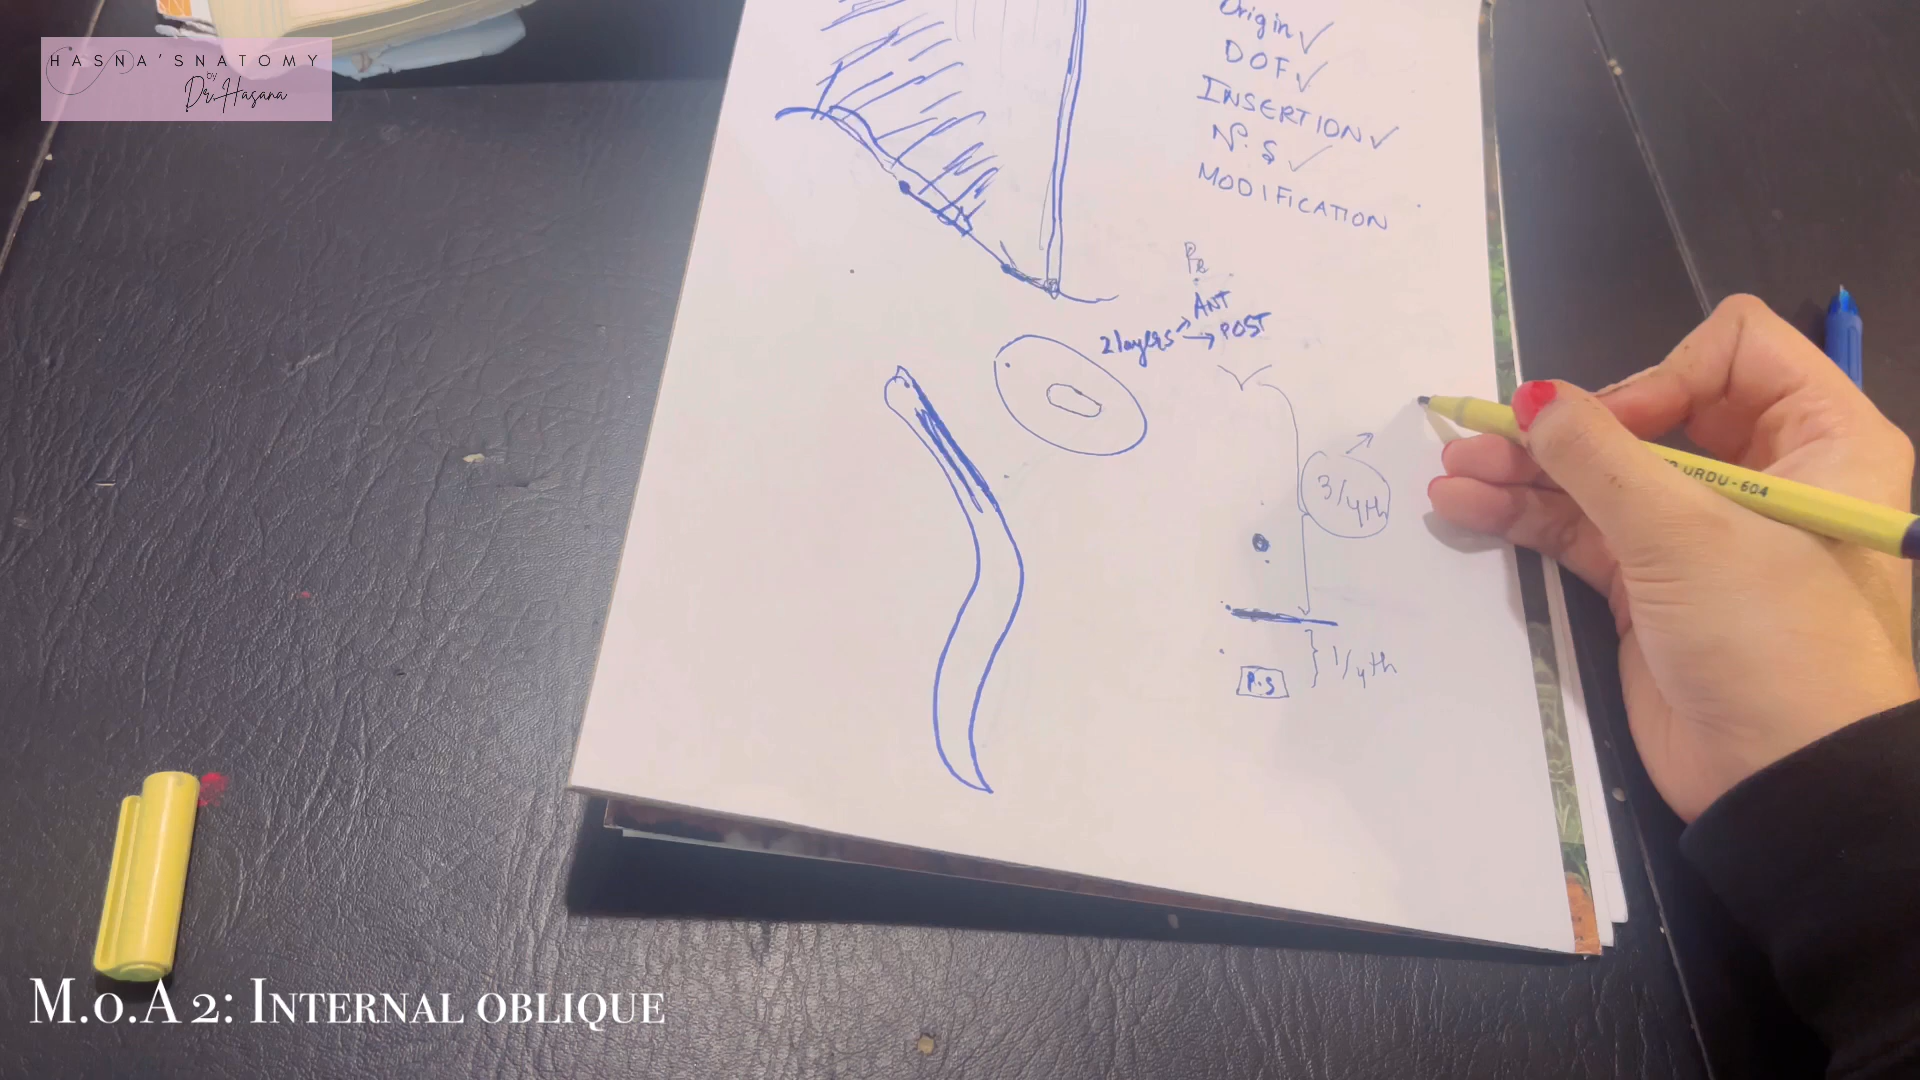 HASNA'SNATOMY
by
Dr.Hasana
Origin ✓
DOF ✓
INSERTION ✓
N.S ✓
MODIFICATION
ANT
2 layers → POST
3/4th
1/4th
P.S
URDU-604
M.O.A 2: INTERNAL OBLIQUE